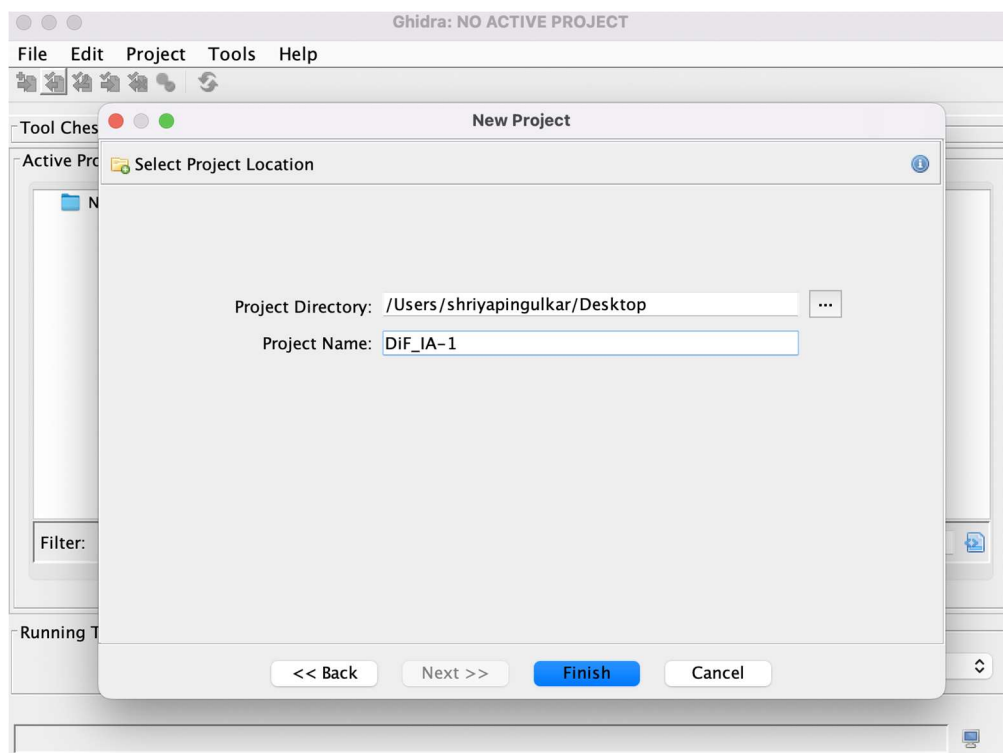 Ghidra: NO ACTIVE PROJECT
File Edit Project Tools Help
New Project
Tool Ches
Active Pro
Select Project Location
N
Project Directory: /Users/shriyapingulkar/Desktop ...
Project Name: DiF_IA-1
Filter:
Running T
<< Back Next >> Finish Cancel